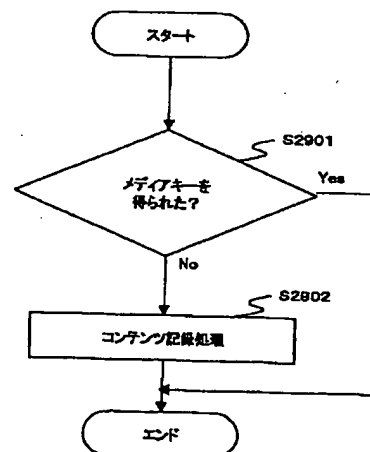 スタート
S2901
メディアキーを
得られた？
Yes
No
S2802
コンテンツ記録処理
エンド